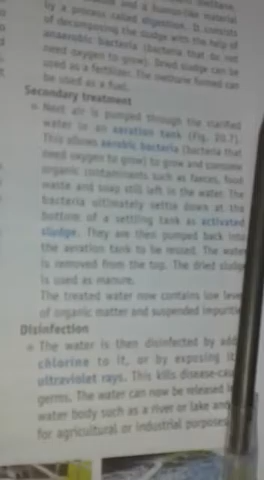 methane,
and a humus-like material
by a process called digestion. It consists
of decomposing the sludge with the help of
anaerobic bacteria (bacteria that do not
need oxygen to grow). Dried sludge can be
used as a fertilizer. The methane formed can
be used as a fuel.
Secondary treatment
Next air is pumped through the clarified
water in an aeration tank (Fig. 20.7).
This allows aerobic bacteria (bacteria that
need oxygen to grow) to grow and consume
organic contaminants such as faeces, food
waste and soap still left in the water. The
bacteria ultimately settle down at the
bottom of a settling tank as activated
sludge. They are then pumped back into
the aeration tank to be reused. The water
is removed from the top. The dried sludge
is used as manure.
The treated water now contains low
of organic matter and suspended
Disinfection
The water is then disinfected by
chlorine to it, or by exposing it
ultraviolet rays. This kills
germs. The water can now be released
water body such as a river or lake and
for agricultural or industrial purposes